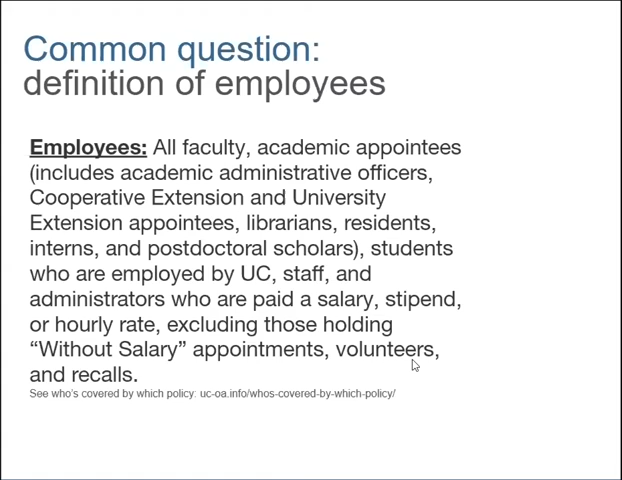 Common question:
definition of employees
Employees: All faculty, academic appointees
(includes academic administrative officers,
Cooperative Extension and University
Extension appointees, librarians, residents,
interns, and postdoctoral scholars), students
who are employed by UC, staff, and
administrators who are paid a salary, stipend,
or hourly rate, excluding those holding
“Without Salary” appointments, volunteers,
and recalls.
See who's covered by which policy: uc-oa.info/whos-covered-by-which-policy/